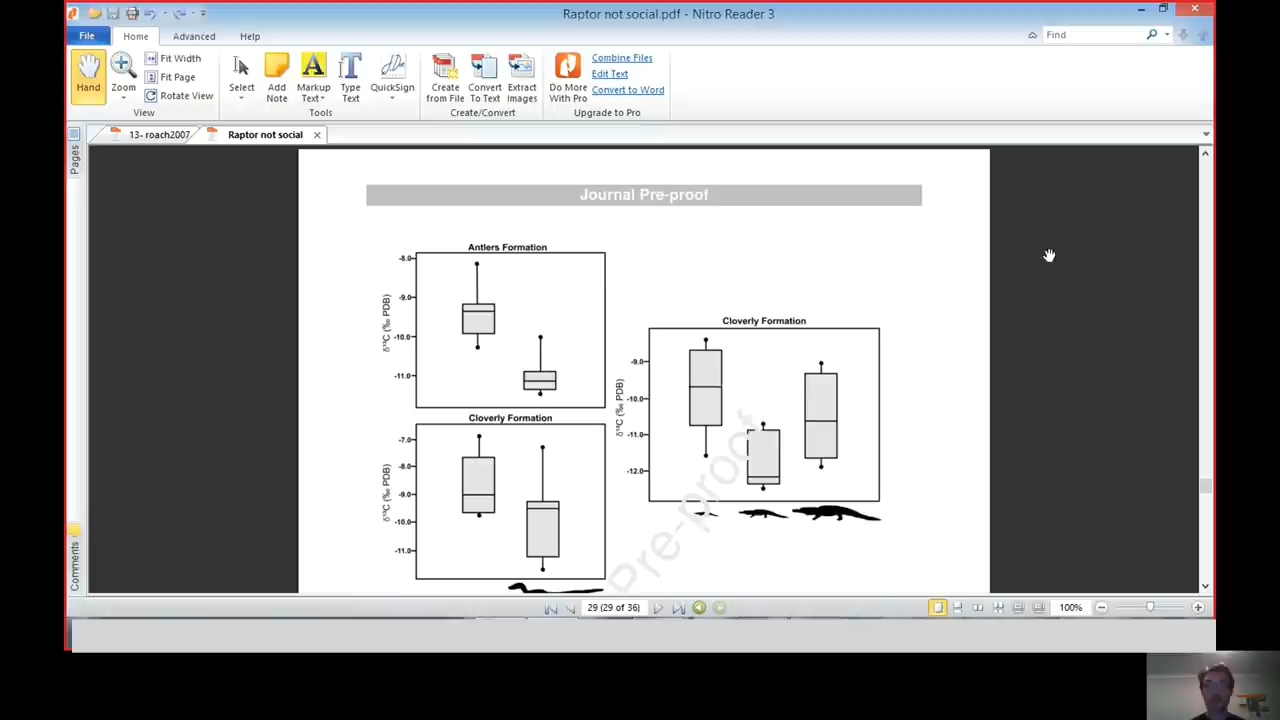 Raptor not social.pdf - Nitro Reader 3
File Home Advanced Help
Find
Hand
Zoom
Fit Width
Fit Page
Rotate View
View
Select
Add Note
Markup Text
Type Text
QuickSign
Tools
Create from File
Convert To Text
Extract Images
Create/Convert
Do More With Pro
Combine Files
Edit Text
Convert to Word
Upgrade to Pro
13- roach2007
Raptor not social
Pages
Comments
Journal Pre-proof
Antlers Formation
-8.0
-9.0
-10.0
-11.0
δ¹³C (‰ PDB)
Cloverly Formation
-7.0
-8.0
-9.0
-10.0
-11.0
δ¹³C (‰ PDB)
Cloverly Formation
-9.0
-10.0
-11.0
-12.0
δ¹³C (‰ PDB)
Pre-proof
29 (29 of 36)
100%